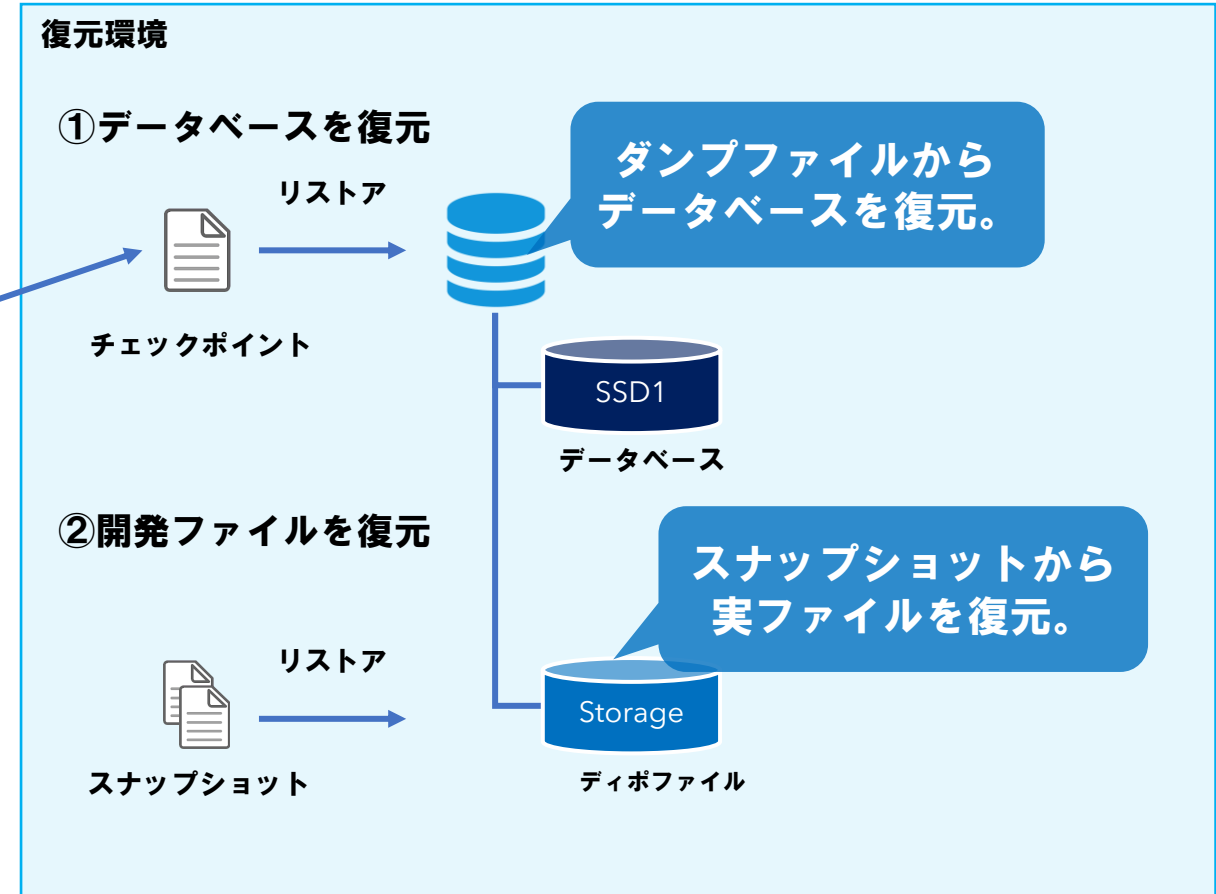 復元環境
①データベースを復元
ダンプファイルから
データベースを復元。
リストア
チェックポイント
SSD1
データベース
②開発ファイルを復元
スナップショットから
実ファイルを復元。
リストア
Storage
スナップショット
ディポファイル